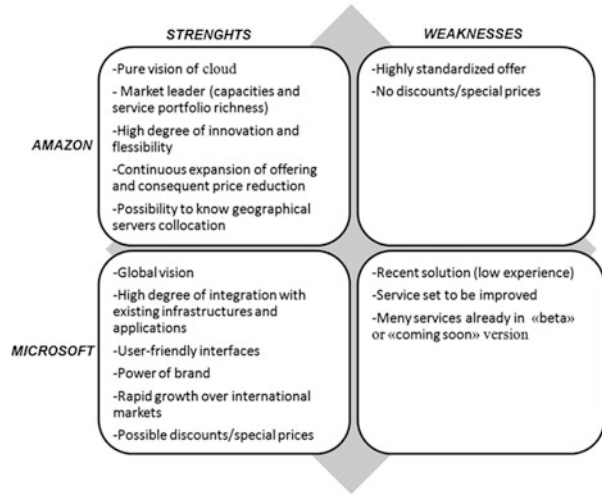 STRENGHTS
WEAKNESSES
AMAZON
-Pure vision of cloud
- Market leader (capacities and
service portfolio richness)
-High degree of innovation and
flessibility
-Continuous expansion of offering
and consequent price reduction
-Possibility to know geographical
servers collocation
-Highly standardized offer
-No discounts/special prices
MICROSOFT
-Global vision
-High degree of integration with
existing infrastructures and
applications
-User-friendly interfaces
-Power of brand
-Rapid growth over international
markets
-Possible discounts/special prices
-Recent solution (low experience)
-Service set to be improved
-Meny services already in «beta»
or «coming soon» version